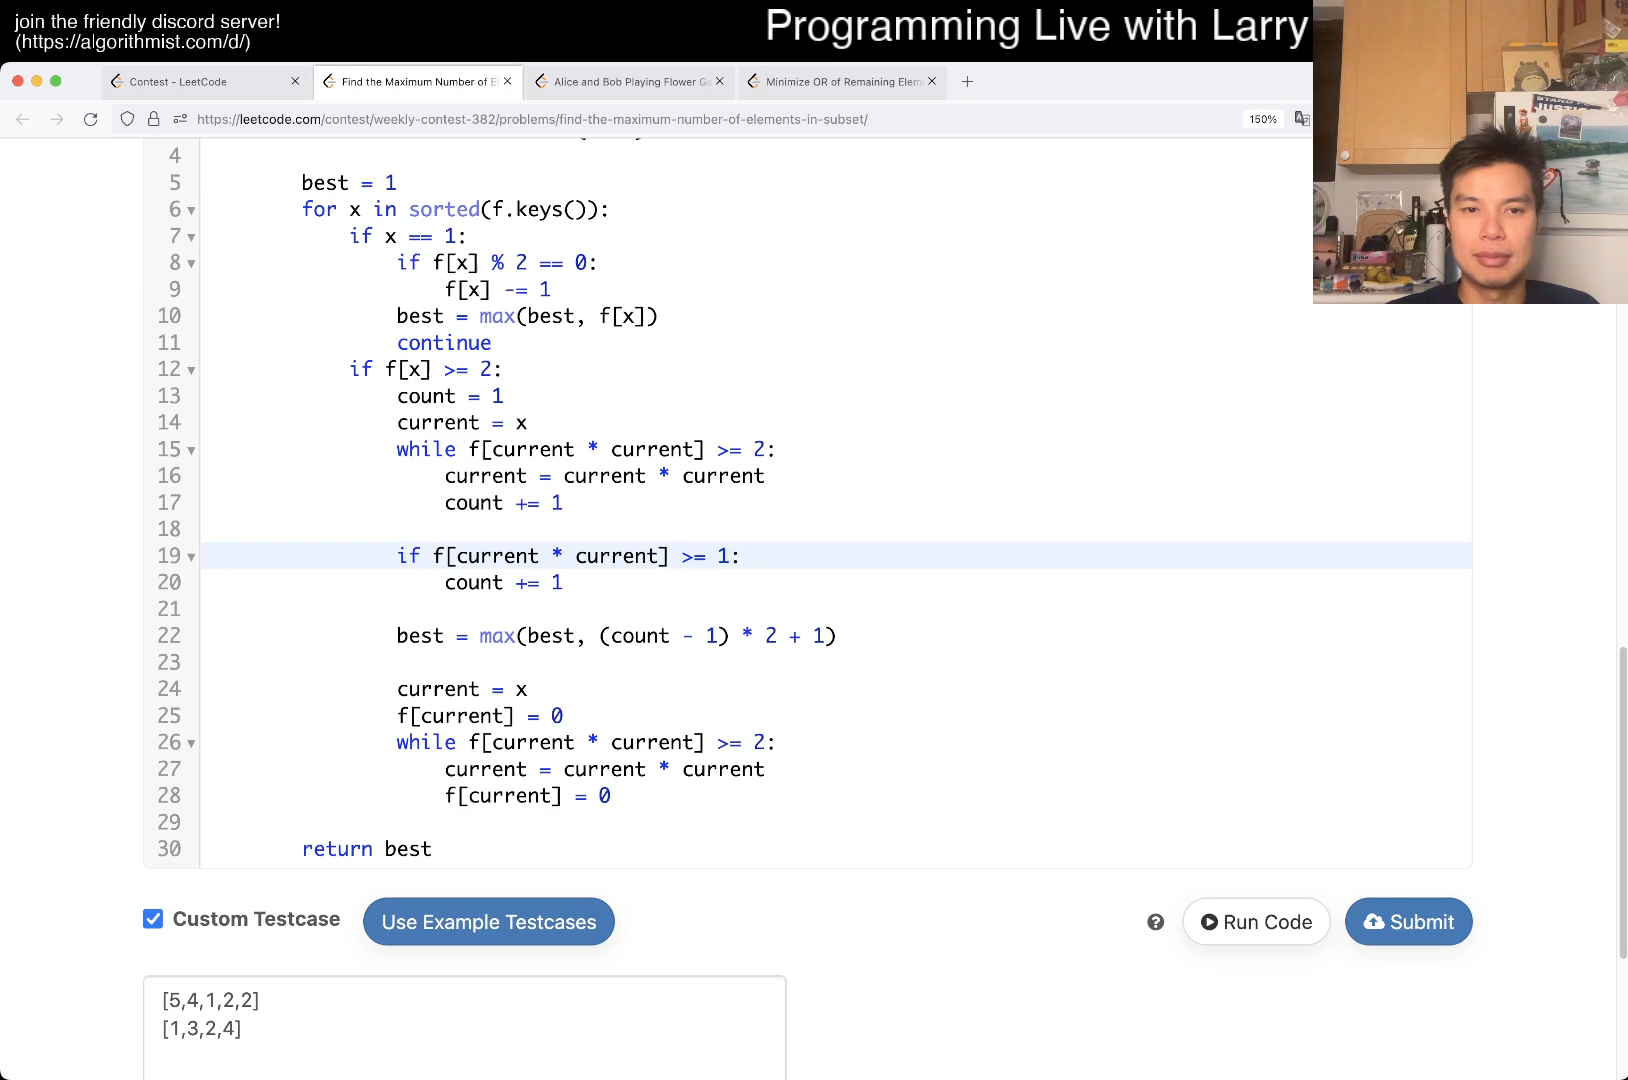 join the friendly discord server!
(https://algorithmist.com/d/)
Programming Live with Larry
Contest - LeetCode
Find the Maximum Number of El
Alice and Bob Playing Flower Ga
Minimize OR of Remaining Elem
https://leetcode.com/contest/weekly-contest-382/problems/find-the-maximum-number-of-elements-in-subset/
150%
4
5 best = 1
6 for x in sorted(f.keys()):
7 if x == 1:
8 if f[x] % 2 == 0:
9 f[x] -= 1
10 best = max(best, f[x])
11 continue
12 if f[x] >= 2:
13 count = 1
14 current = x
15 while f[current * current] >= 2:
16 current = current * current
17 count += 1
18
19 if f[current * current] >= 1:
20 count += 1
21
22 best = max(best, (count - 1) * 2 + 1)
23
24 current = x
25 f[current] = 0
26 while f[current * current] >= 2:
27 current = current * current
28 f[current] = 0
29
30 return best
Custom Testcase
Use Example Testcases
Run Code
Submit
[5,4,1,2,2]
[1,3,2,4]